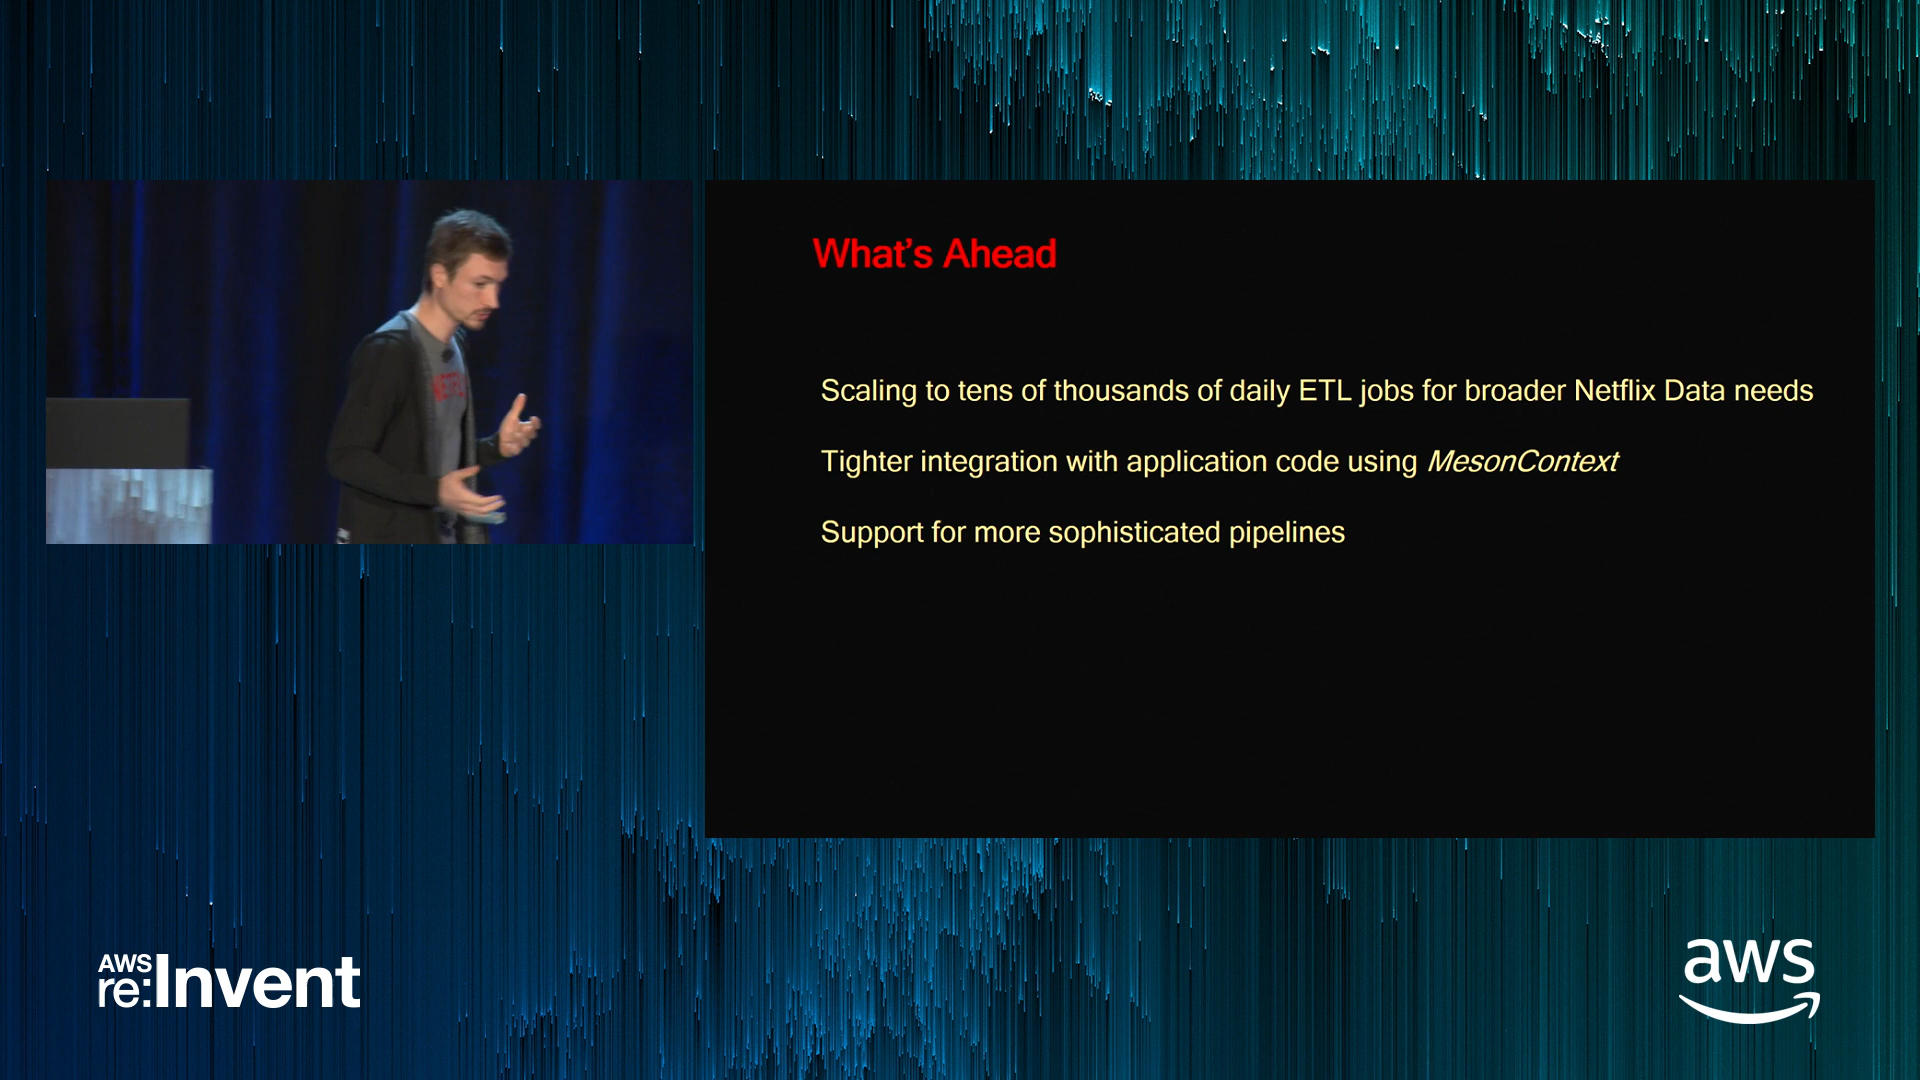 What's Ahead
Scaling to tens of thousands of daily ETL jobs for broader Netflix Data needs
Tighter integration with application code using MesonContext
Support for more sophisticated pipelines
AWS
re:Invent
aws